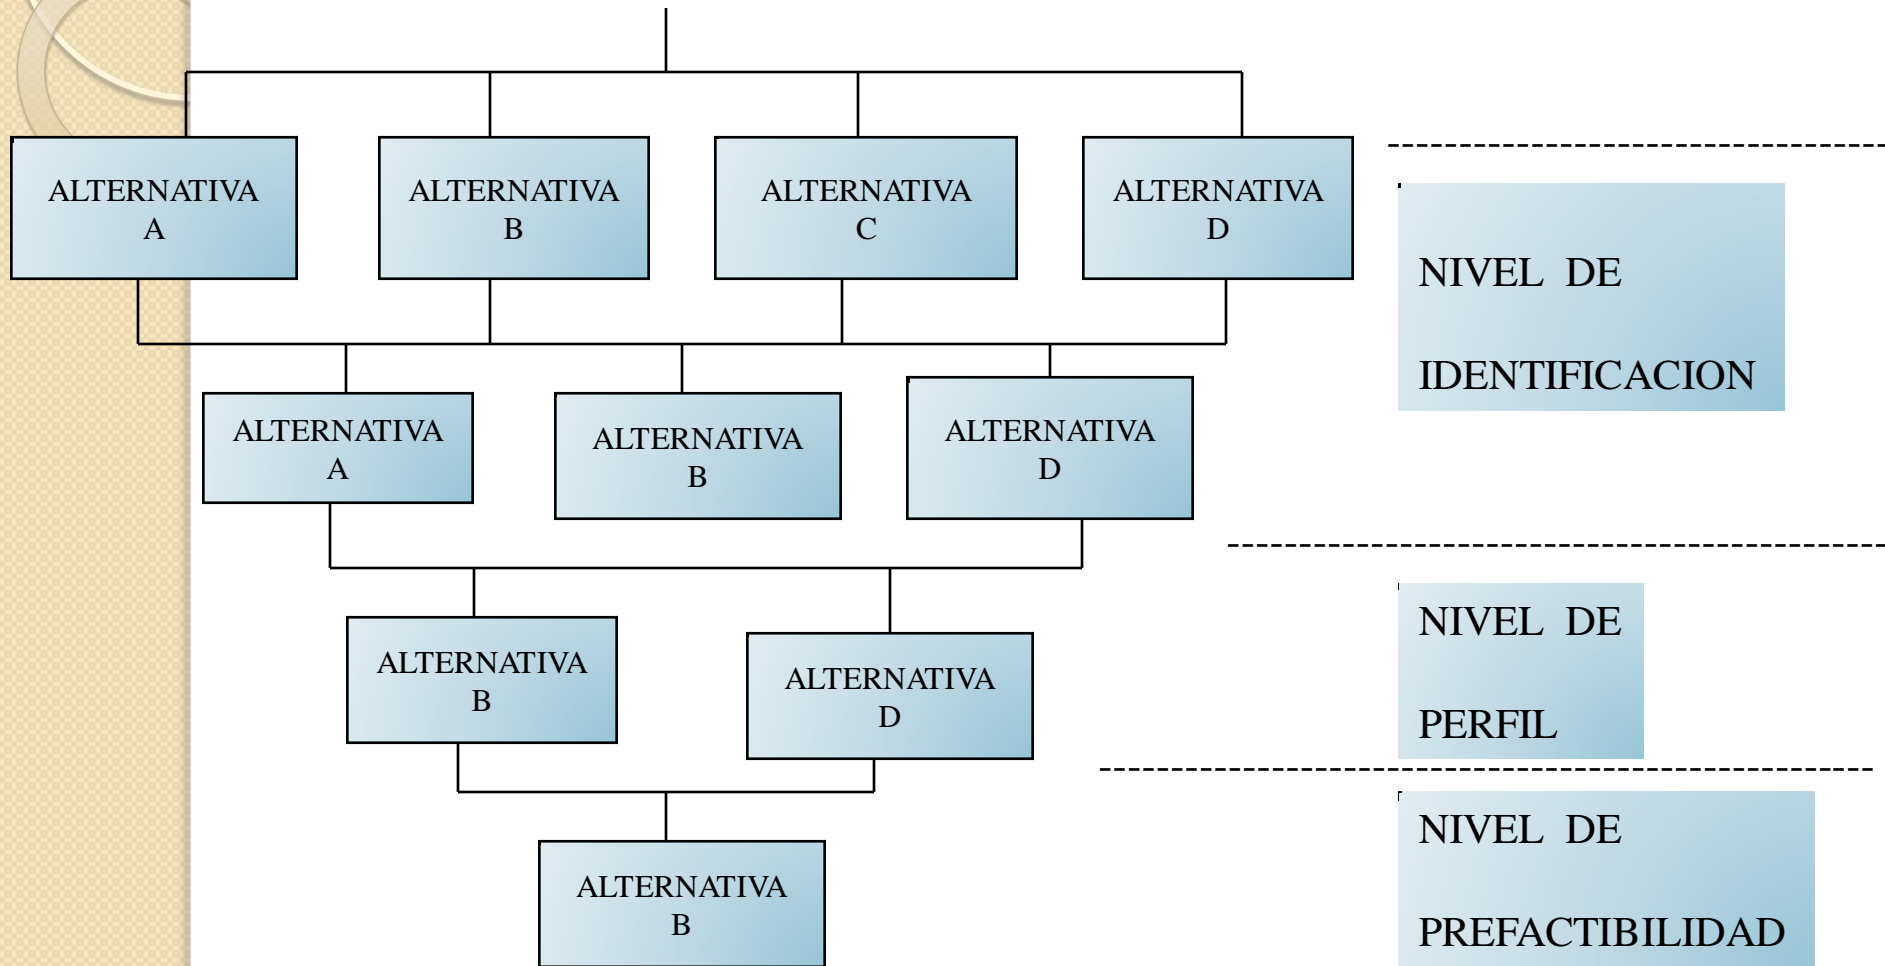 ALTERNATIVA
A
ALTERNATIVA
B
ALTERNATIVA
C
ALTERNATIVA
D
NIVEL DE
IDENTIFICACION
ALTERNATIVA
A
ALTERNATIVA
B
ALTERNATIVA
D
NIVEL DE
PERFIL
ALTERNATIVA
B
ALTERNATIVA
D
NIVEL DE
PREFACTIBILIDAD
ALTERNATIVA
B